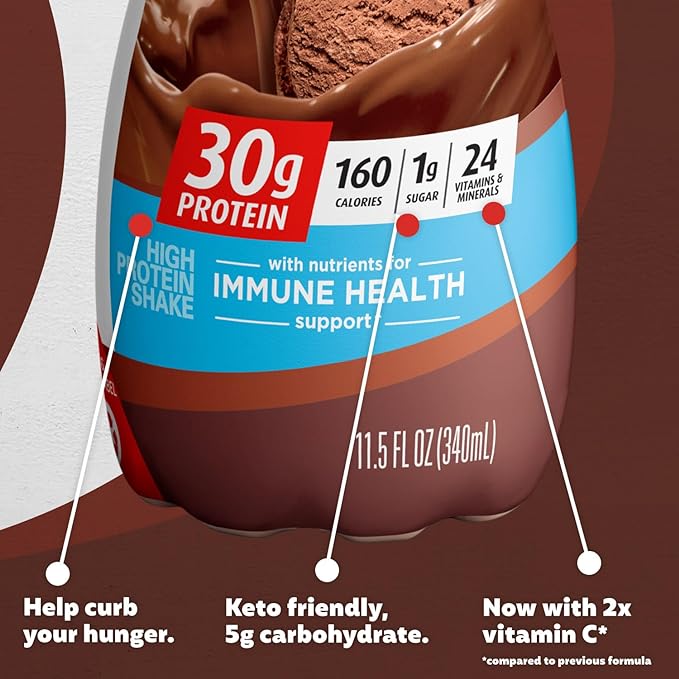 30g
PROTEIN
160
CALORIES
1g
SUGAR
24
VITAMINS &
MINERALS
HIGH
PROTEIN
SHAKE
with nutrients for
IMMUNE HEALTH
support
11.5 FL OZ (340mL)
Help curb
your hunger.
Keto friendly,
5g carbohydrate.
Now with 2x
vitamin C*
*compared to previous formula